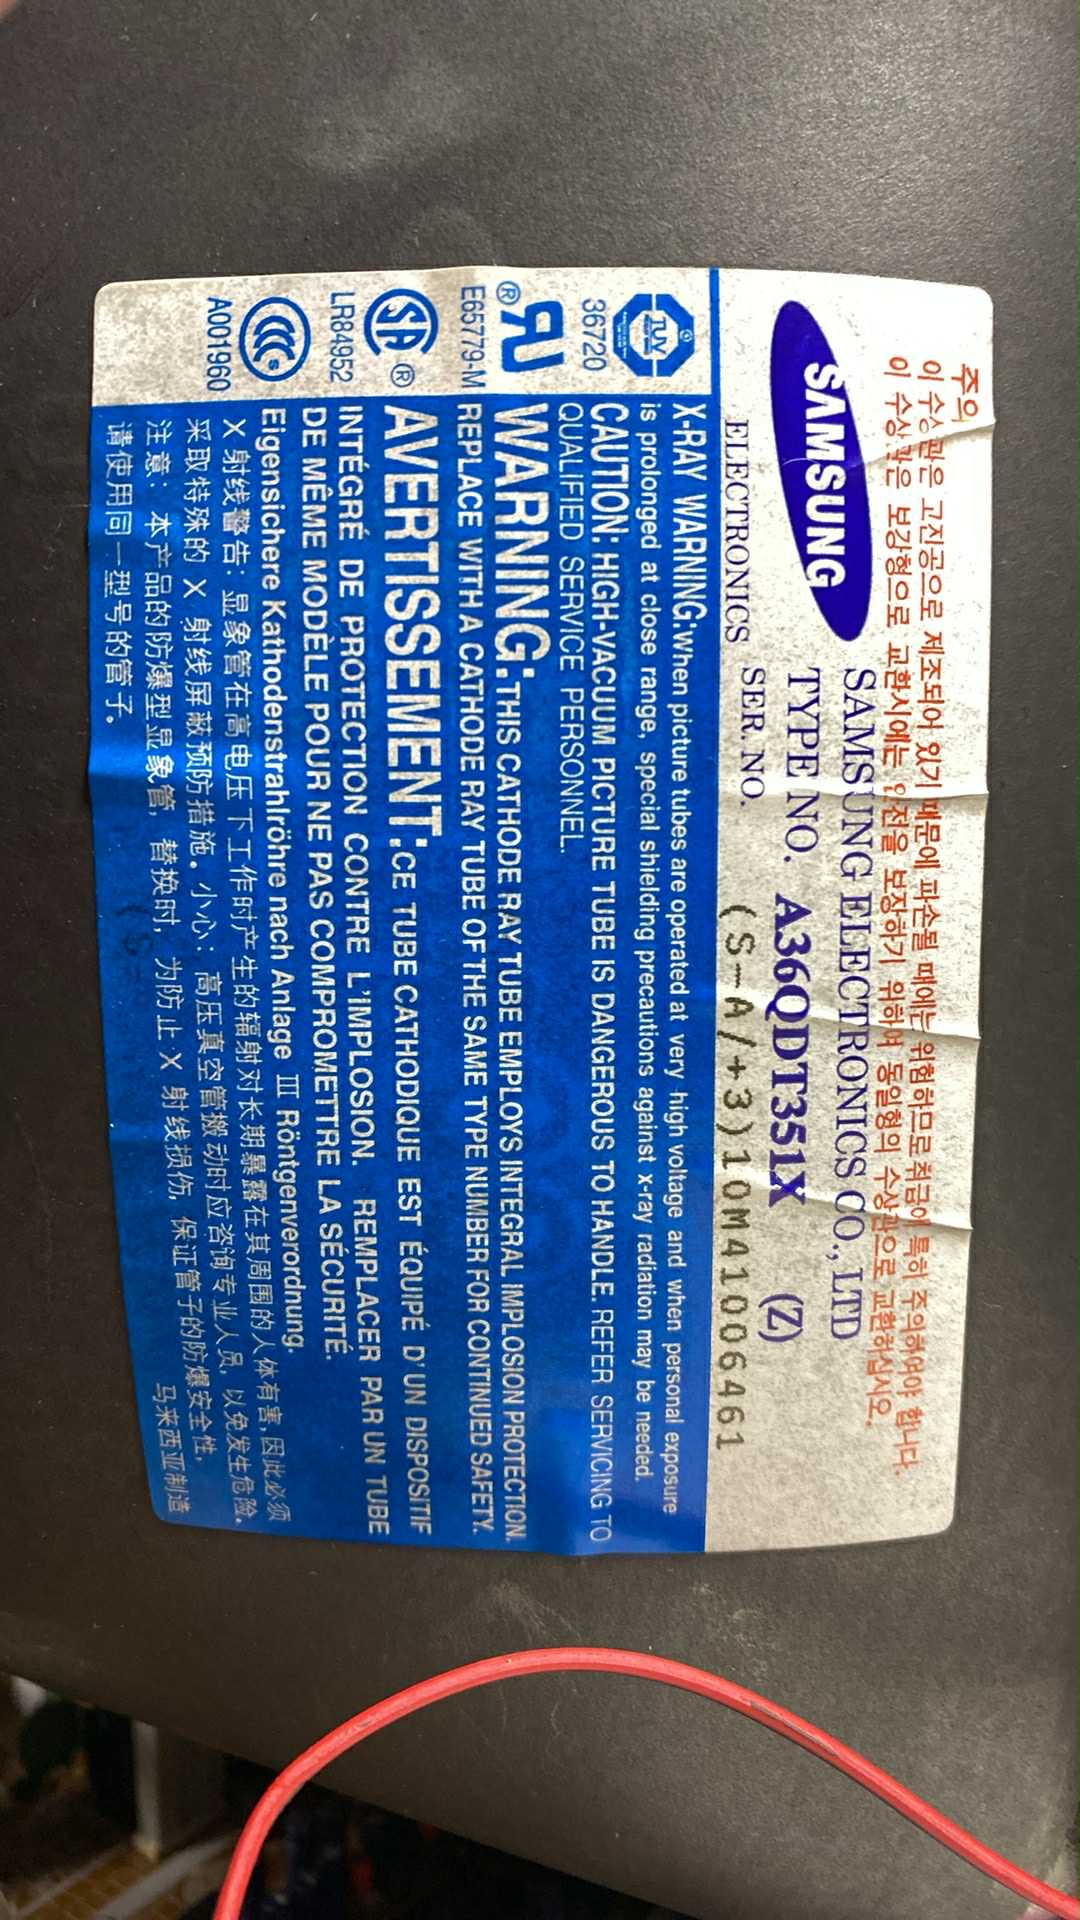 주의
이 수상관은 고진공으로 제조되어 있기 때문에 파손될 때에는 위험하므로 취급에 특히 주의하여야 합니다.
이 수상관은 보강형으로 교환시에는 안전을 보장하기 위하여 동일형의 수상관으로 교환하십시오.
SAMSUNG
ELECTRONICS
SAMSUNG ELECTRONICS CO., LTD
TYPE NO. A36QDT351X (Z)
SER. NO. (S-A/+3)10M41006461
TÜV
36720
®
E65779-M
SA ®
LR84952
CCC S
A001960
X-RAY WARNING: When picture tubes are operated at very high voltage and when personal exposure
is prolonged at close range, special shielding precautions against x-ray radiation may be needed.
CAUTION: HIGH-VACUUM PICTURE TUBE IS DANGEROUS TO HANDLE. REFER SERVICING TO
QUALIFIED SERVICE PERSONNEL.
WARNING: THIS CATHODE RAY TUBE EMPLOYS INTEGRAL IMPLOSION PROTECTION.
REPLACE WITH A CATHODE RAY TUBE OF THE SAME TYPE NUMBER FOR CONTINUED SAFETY.
AVERTISSEMENT: CE TUBE CATHODIQUE EST ÉQUIPÉ D'UN DISPOSITIF
INTÉGRÉ DE PROTECTION CONTRE L'IMPLOSION. REMPLACER PAR UN TUBE
DE MÊME MODÈLE POUR NE PAS COMPROMETTRE LA SÉCURITÉ.
Eigensichere Kathodenstrahlröhre nach Anlage III Röntgenverordnung.
X 射线警告: 显象管在高电压下工作时产生的辐射对长期暴露在其周围的人体有害,因此必须
采取特殊的 X 射线屏蔽预防措施。小心: 高压真空管搬动时应咨询专业人员, 以免发生危险.
注意: 本产品的防爆型显象管, 替换时, 为防止 X 射线损伤, 保证管子的防爆安全性,
请使用同一型号的管子. 马来西亚制造